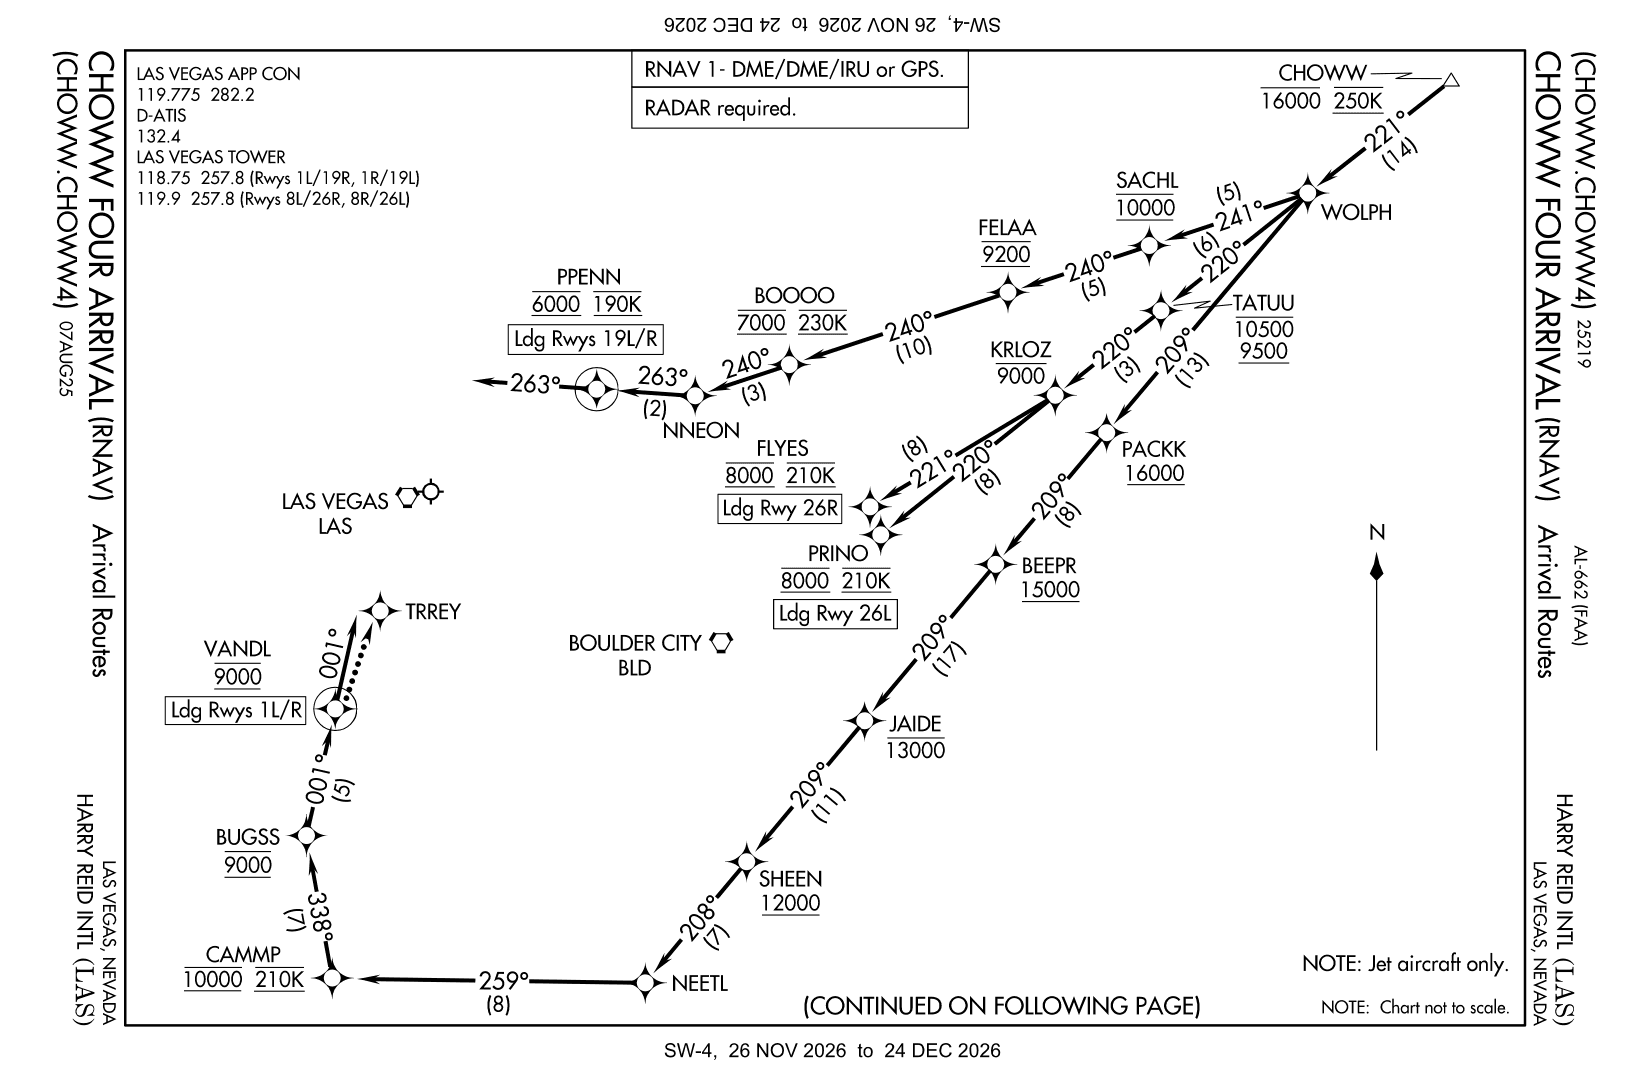 SW-4, 26 NOV 2026 to 24 DEC 2026
CHOWW FOUR ARRIVAL (RNAV) Arrival Routes
(CHOWW.CHOWW4) 07AUG25
HARRY REID INTL (LAS)
LAS VEGAS, NEVADA
LAS VEGAS APP CON
119.775 282.2
D-ATIS
132.4
LAS VEGAS TOWER
118.75 257.8 (Rwys 1L/19R, 1R/19L)
119.9 257.8 (Rwys 8L/26R, 8R/26L)
RNAV 1- DME/DME/IRU or GPS.
RADAR required.
CHOWW
16000 250K
221°
(14)
WOLPH
(5)
241°
SACHL
10000
(6)
220°
240°
(5)
FELAA
9200
TATUU
10500
9500
240°
(10)
BOOOO
7000 230K
PPENN
6000 190K
Ldg Rwys 19L/R
240°
(3)
263°
(2)
263°
NNEON
KRLOZ
9000
220°
(3)
209°
(13)
PACKK
16000
FLYES
8000 210K
Ldg Rwy 26R
(8)
221°
220°
(8)
PRINO
8000 210K
Ldg Rwy 26L
209°
(8)
BEEPR
15000
LAS VEGAS
LAS
N
TRREY
VANDL
9000
Ldg Rwys 1L/R
001°
BOULDER CITY
BLD
209°
(17)
JAIDE
13000
001°
(5)
209°
(11)
BUGSS
9000
SHEEN
12000
338°
(7)
208°
(7)
CAMMP
10000 210K
259°
(8)
NEETL
(CONTINUED ON FOLLOWING PAGE)
NOTE: Jet aircraft only.
NOTE: Chart not to scale.
(CHOWW.CHOWW4) 25219
CHOWW FOUR ARRIVAL (RNAV) Arrival Routes
AL-662 (FAA)
HARRY REID INTL (LAS)
LAS VEGAS, NEVADA
SW-4, 26 NOV 2026 to 24 DEC 2026